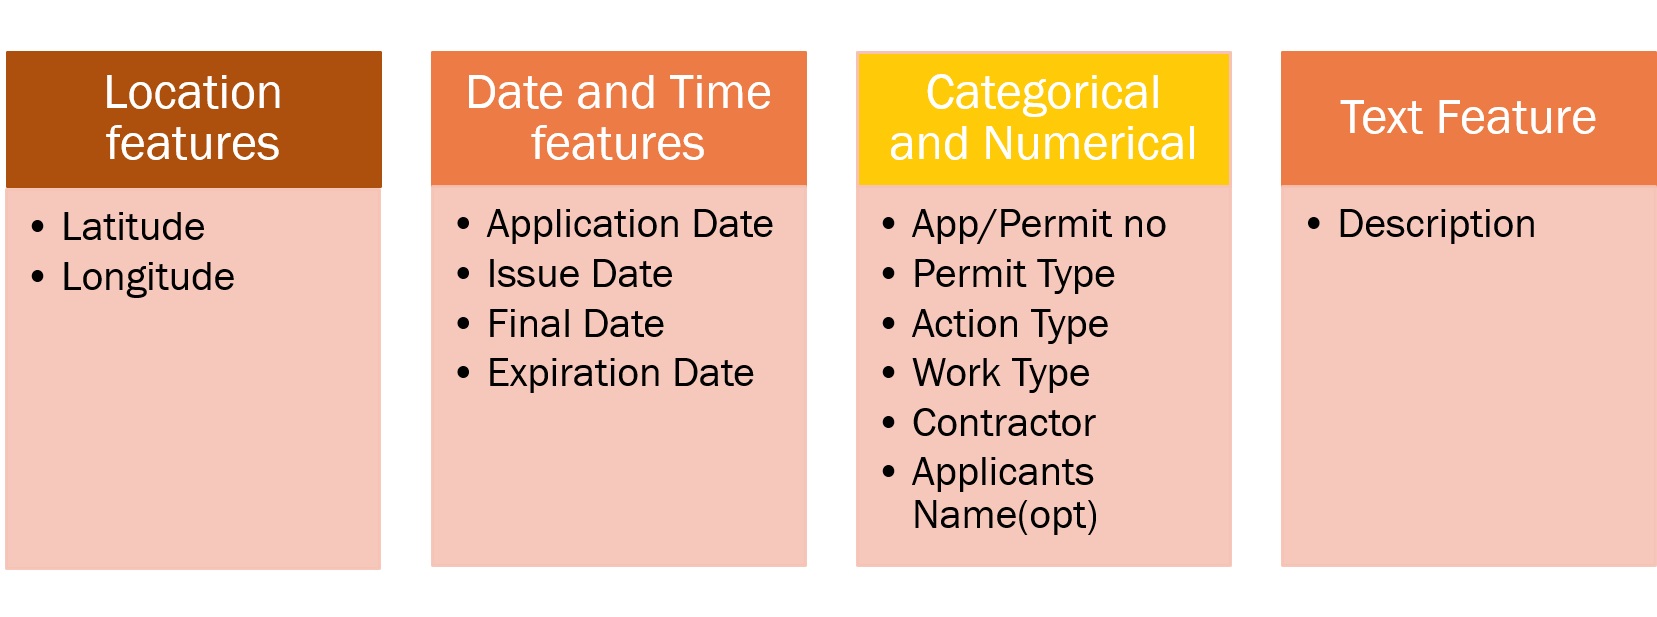 Location
features
• Latitude
• Longitude
Date and Time
features
• Application Date
• Issue Date
• Final Date
• Expiration Date
Categorical
and Numerical
• App/Permit no
• Permit Type
• Action Type
• Work Type
• Contractor
• Applicants
Name(opt)
Text Feature
• Description